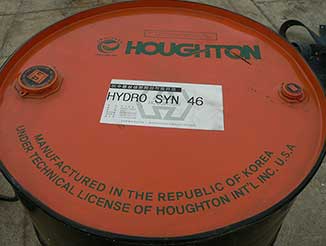 HOUGHTON
HYDRO SYN 46
MANUFACTURED IN THE REPUBLIC OF KOREA
UNDER TECHNICAL LICENSE OF HOUGHTON INT'L INC. U.S.A